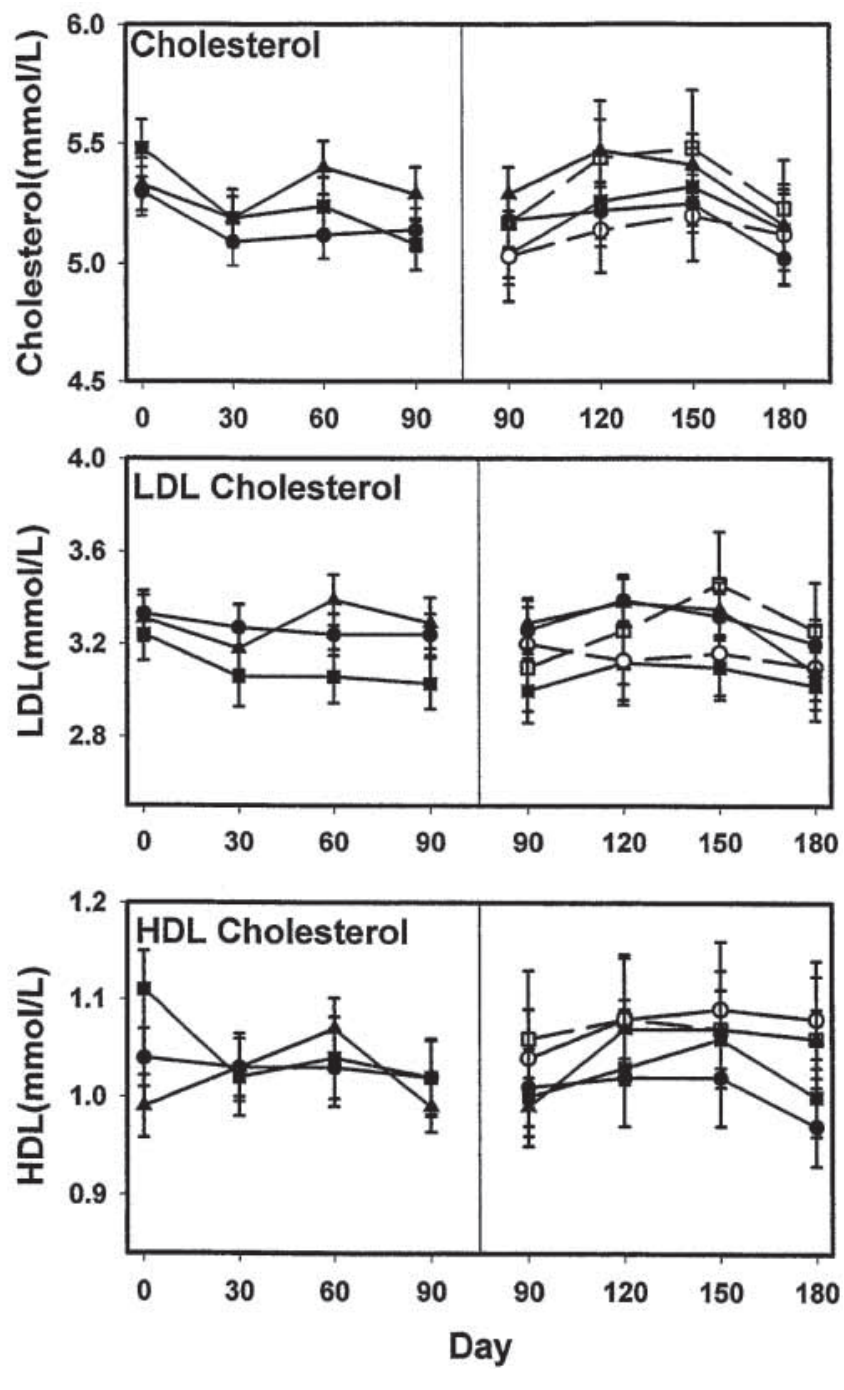 Cholesterol
Cholesterol(mmol/L)
6.0
5.5
5.0
4.5
0 30 60 90 90 120 150 180
LDL Cholesterol
LDL(mmol/L)
4.0
3.6
3.2
2.8
0 30 60 90 90 120 150 180
HDL Cholesterol
HDL(mmol/L)
1.2
1.1
1.0
0.9
0 30 60 90 90 120 150 180
Day